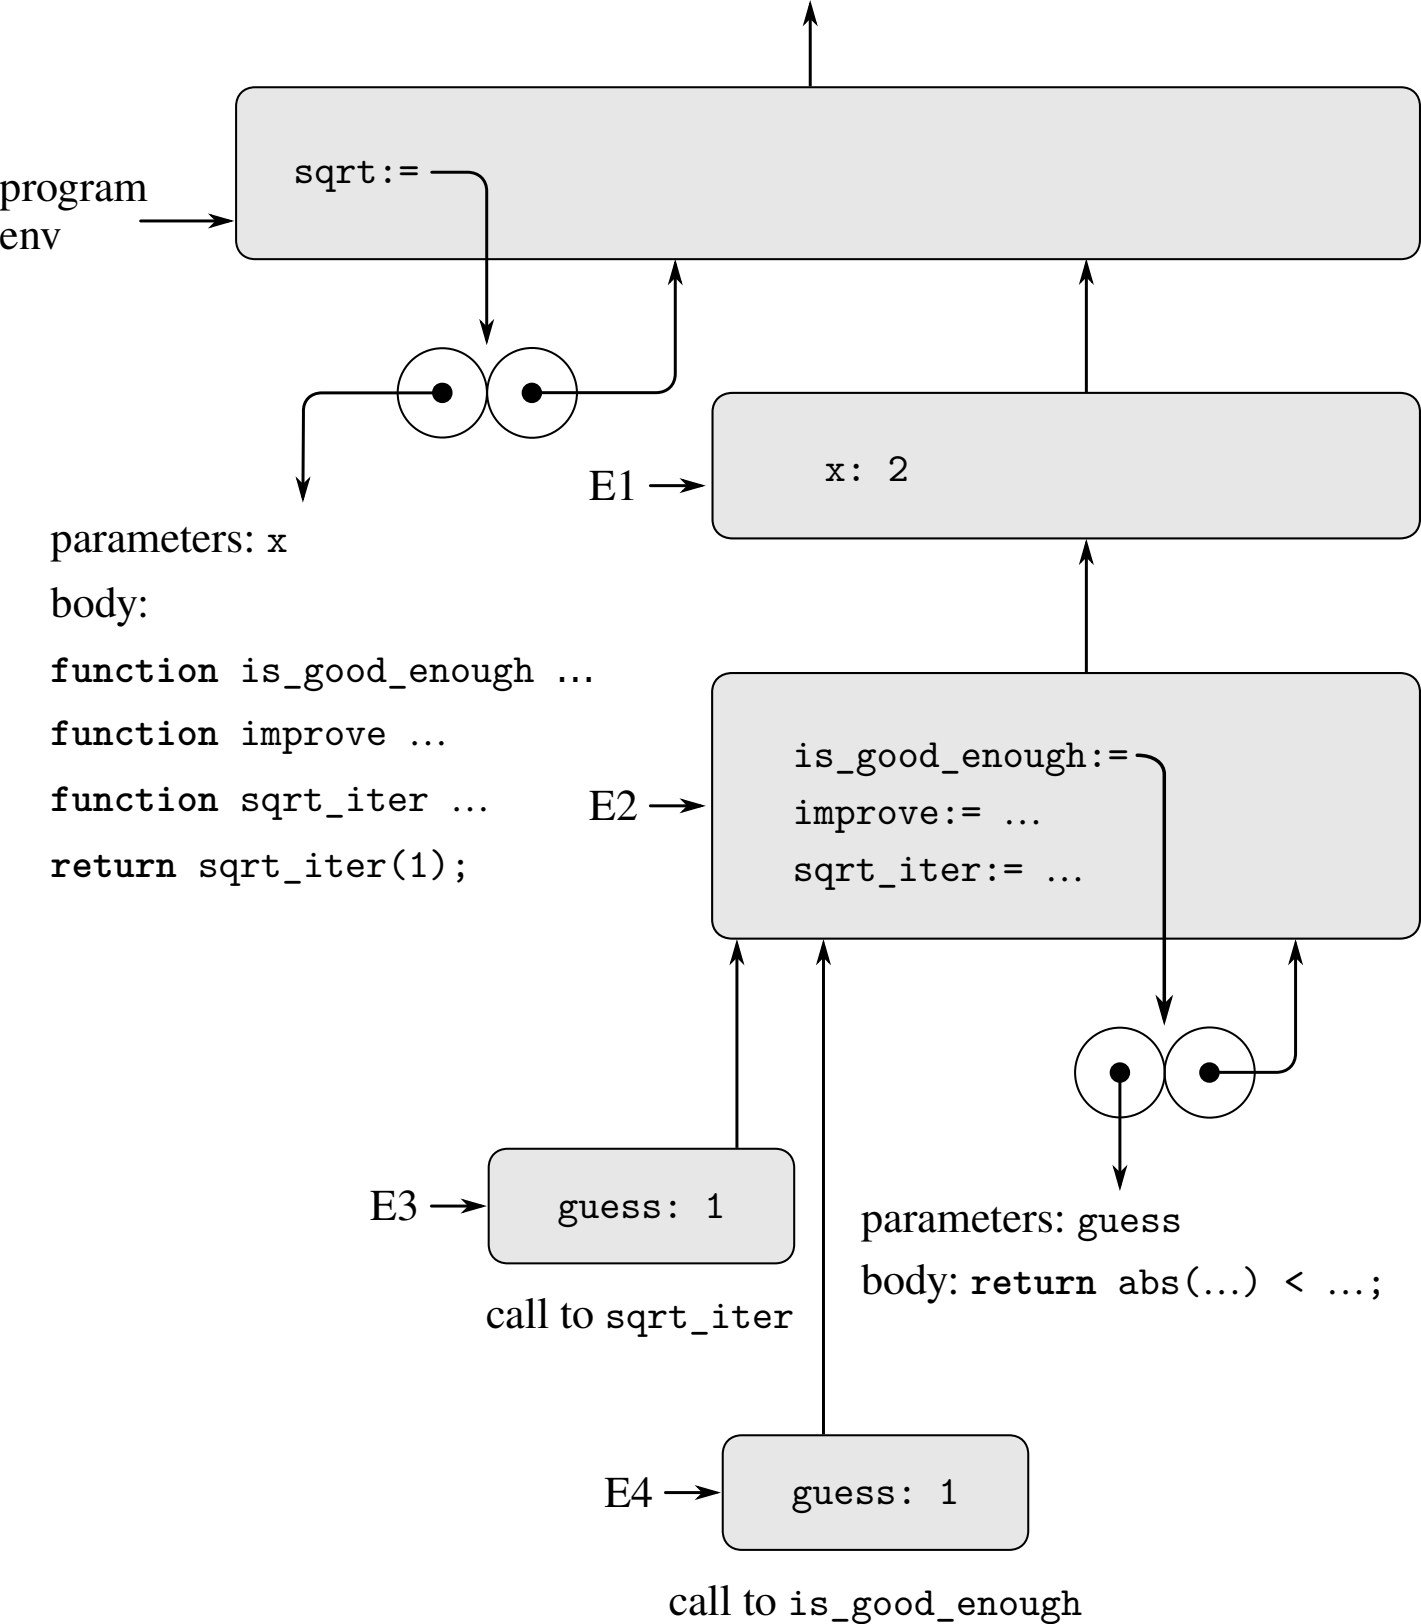 sqrt:=
program
env
x: 2
E1
parameters: x
body:
function is_good_enough ...
function improve ...
function sqrt_iter ...
return sqrt_iter(1);
is_good_enough:=
E2
improve:= ...
sqrt_iter:= ...
E3
guess: 1
call to sqrt_iter
parameters: guess
body: return abs(...) < ...;
E4
guess: 1
call to is_good_enough